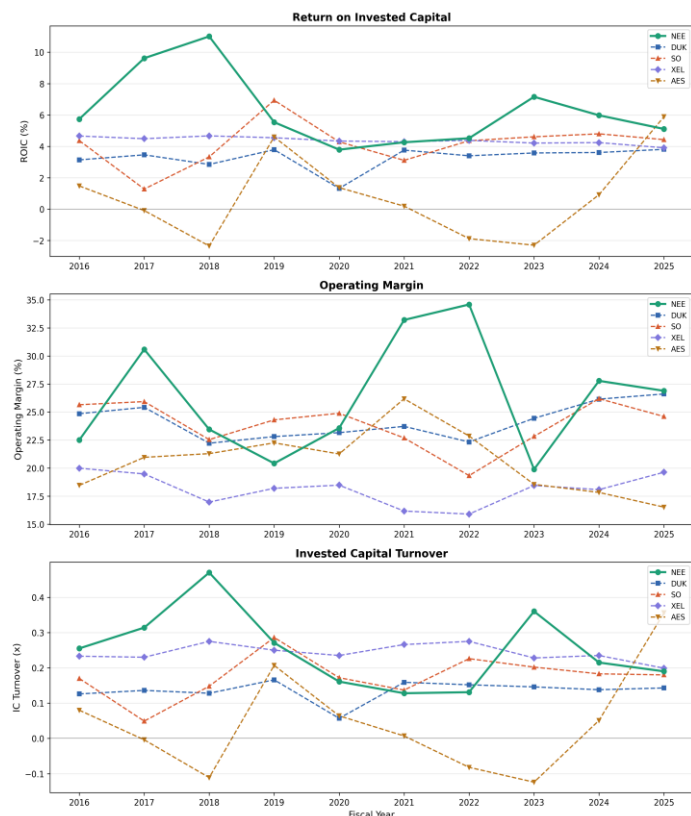 Return on Invested Capital
ROIC (%)
10
8
6
4
2
0
−2
NEE
DUK
SO
XEL
AES
2016 2017 2018 2019 2020 2021 2022 2023 2024 2025
Operating Margin
Operating Margin (%)
35.0
32.5
30.0
27.5
25.0
22.5
20.0
17.5
15.0
NEE
DUK
SO
XEL
AES
2016 2017 2018 2019 2020 2021 2022 2023 2024 2025
Invested Capital Turnover
IC Turnover (x)
0.4
0.3
0.2
0.1
0.0
−0.1
NEE
DUK
SO
XEL
AES
2016 2017 2018 2019 2020 2021 2022 2023 2024 2025
Fiscal Year